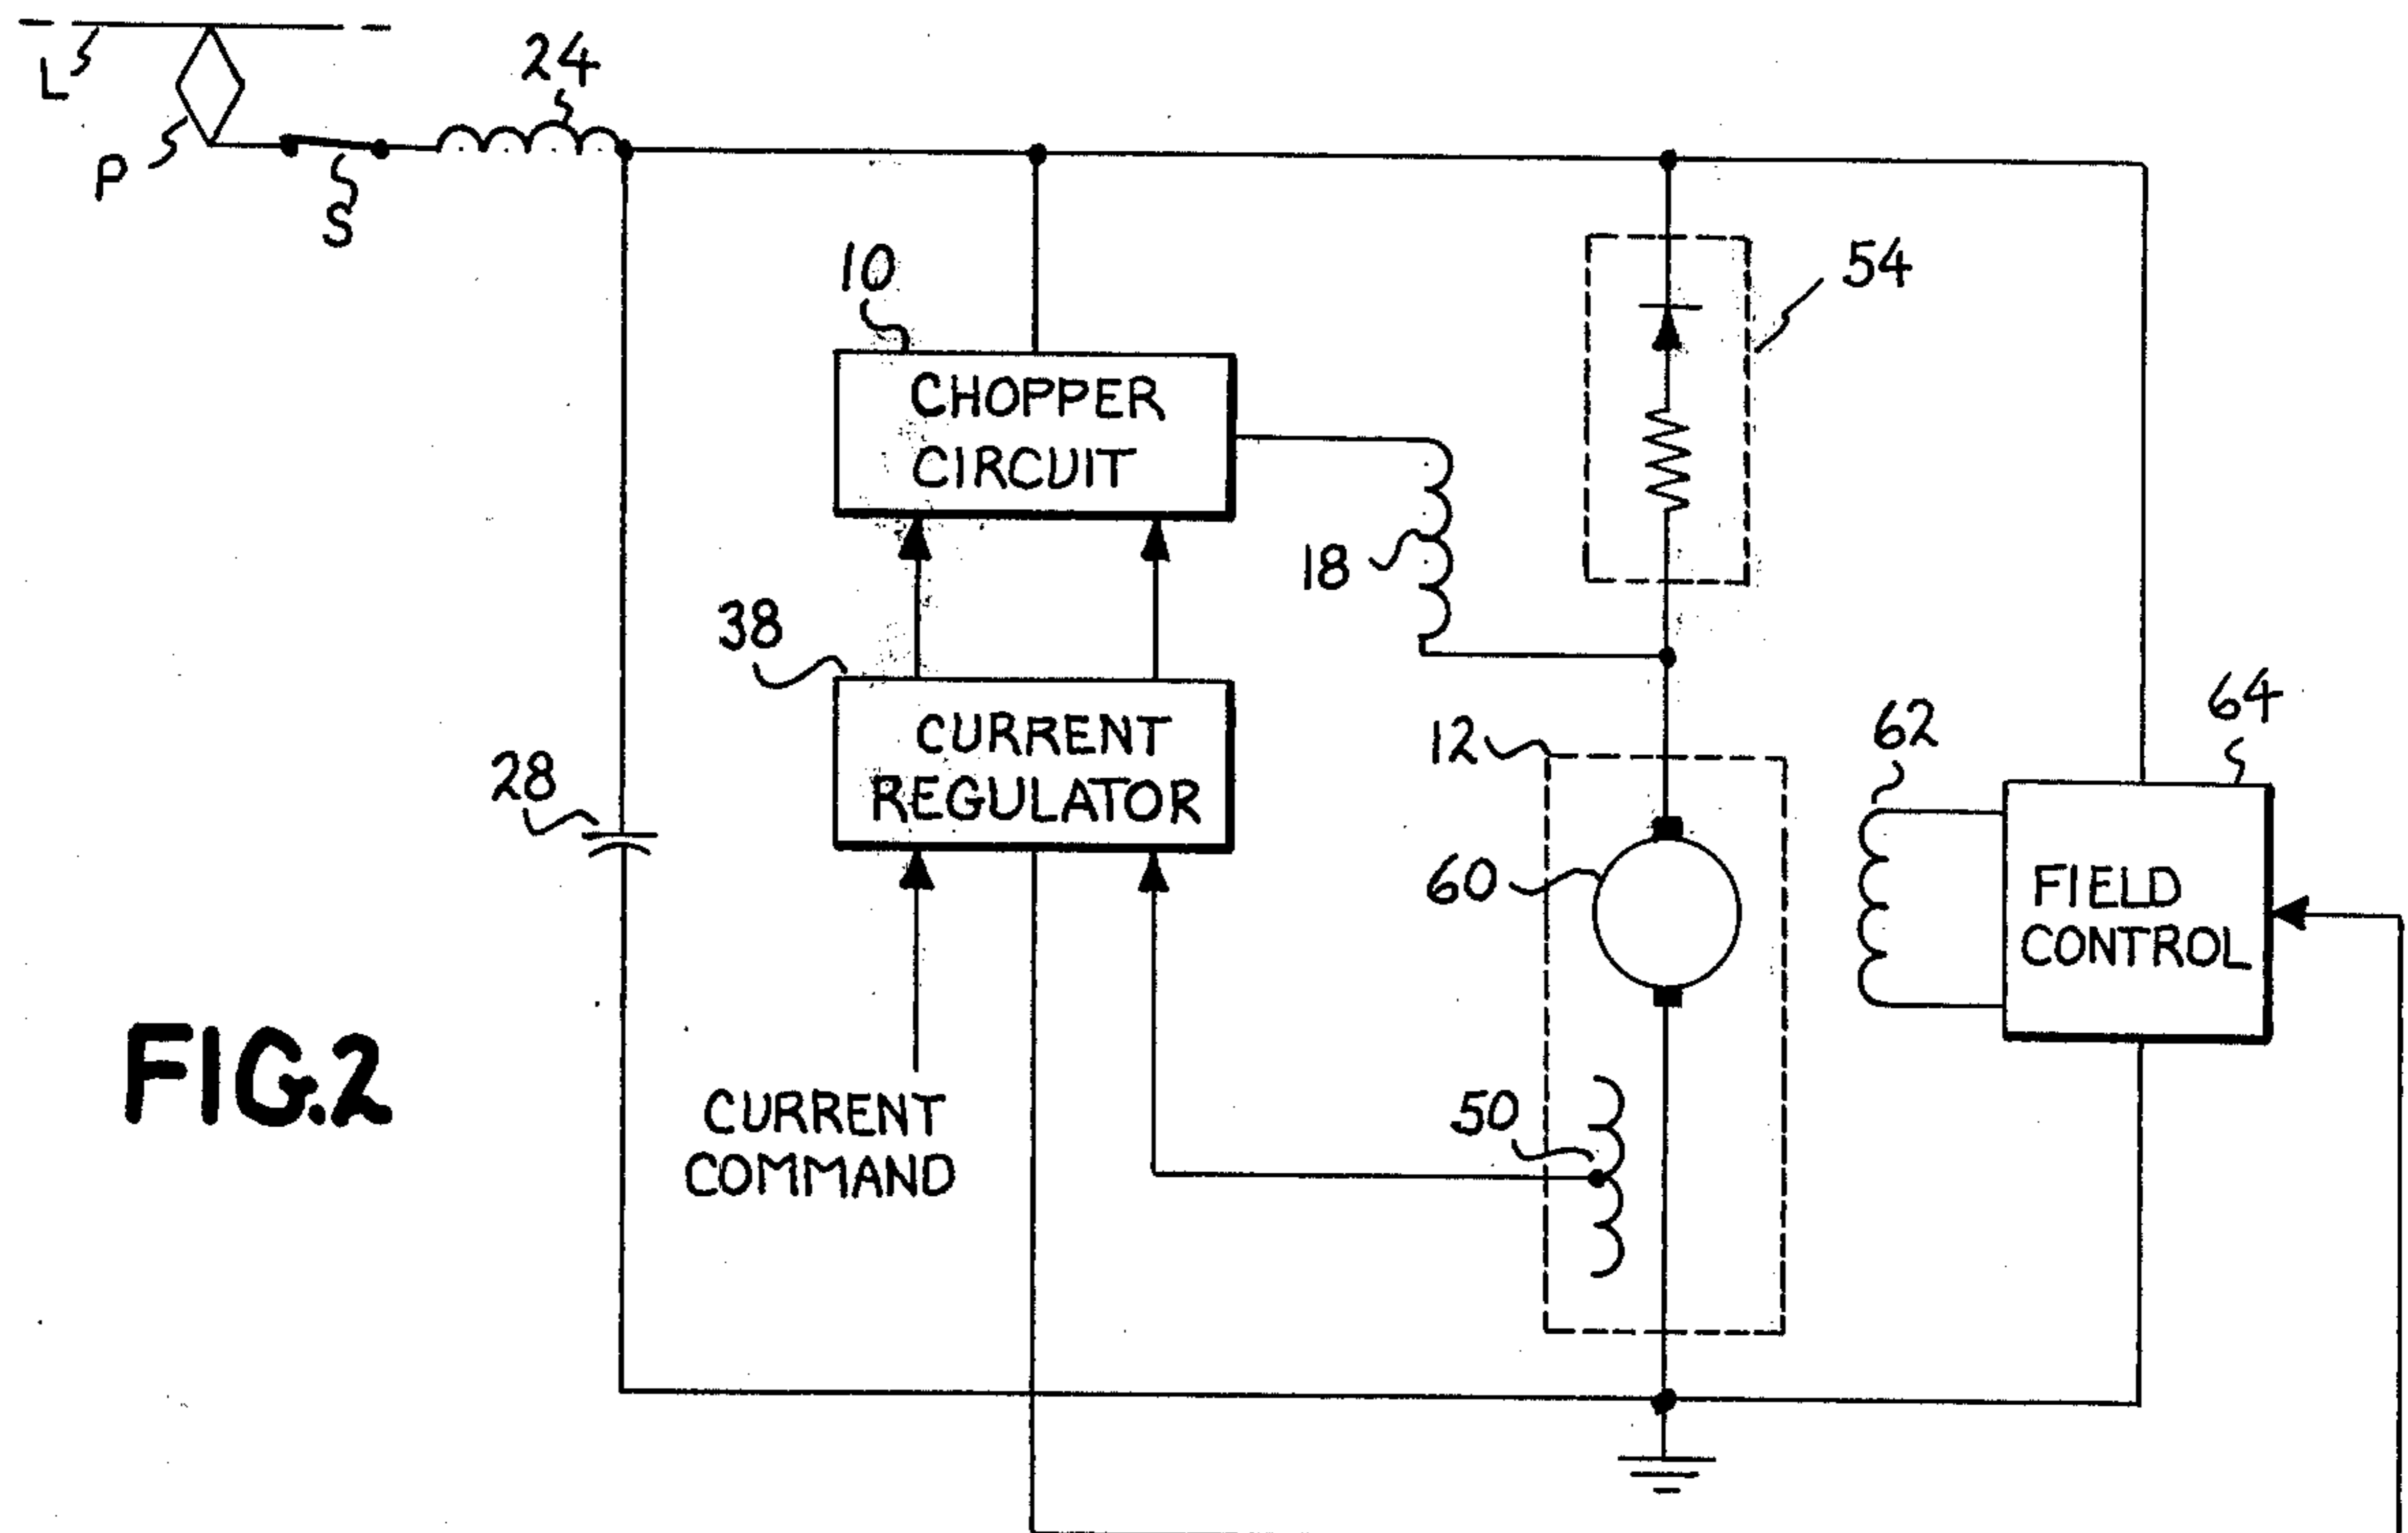 L
P
S
24
10
CHOPPER
CIRCUIT
54
18
38
CURRENT
REGULATOR
28
12
60
62
64
FIELD
CONTROL
50
CURRENT
COMMAND
FIG.2